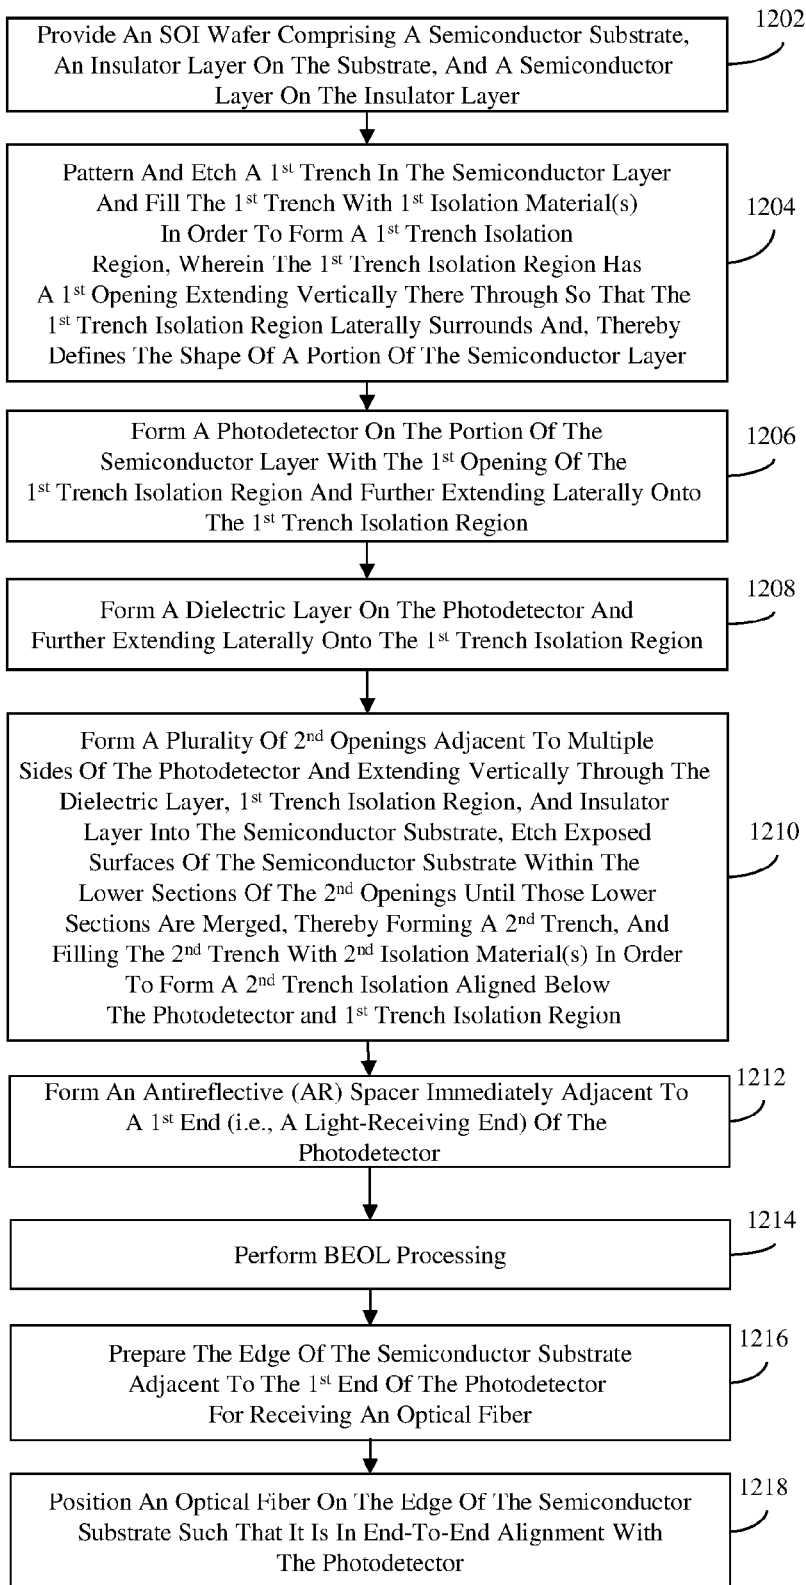 Provide An SOI Wafer Comprising A Semiconductor Substrate,
An Insulator Layer On The Substrate, And A Semiconductor
Layer On The Insulator Layer
1202
Pattern And Etch A 1st Trench In The Semiconductor Layer
And Fill The 1st Trench With 1st Isolation Material(s)
In Order To Form A 1st Trench Isolation
Region, Wherein The 1st Trench Isolation Region Has
A 1st Opening Extending Vertically There Through So That The
1st Trench Isolation Region Laterally Surrounds And, Thereby
Defines The Shape Of A Portion Of The Semiconductor Layer
1204
Form A Photodetector On The Portion Of The
Semiconductor Layer With The 1st Opening Of The
1st Trench Isolation Region And Further Extending Laterally Onto
The 1st Trench Isolation Region
1206
Form A Dielectric Layer On The Photodetector And
Further Extending Laterally Onto The 1st Trench Isolation Region
1208
Form A Plurality Of 2nd Openings Adjacent To Multiple
Sides Of The Photodetector And Extending Vertically Through The
Dielectric Layer, 1st Trench Isolation Region, And Insulator
Layer Into The Semiconductor Substrate, Etch Exposed
Surfaces Of The Semiconductor Substrate Within The
Lower Sections Of The 2nd Openings Until Those Lower
Sections Are Merged, Thereby Forming A 2nd Trench, And
Filling The 2nd Trench With 2nd Isolation Material(s) In Order
To Form A 2nd Trench Isolation Aligned Below
The Photodetector and 1st Trench Isolation Region
1210
Form An Antireflective (AR) Spacer Immediately Adjacent To
A 1st End (i.e., A Light-Receiving End) Of The
Photodetector
1212
Perform BEOL Processing
1214
Prepare The Edge Of The Semiconductor Substrate
Adjacent To The 1st End Of The Photodetector
For Receiving An Optical Fiber
1216
Position An Optical Fiber On The Edge Of The Semiconductor
Substrate Such That It Is In End-To-End Alignment With
The Photodetector
1218